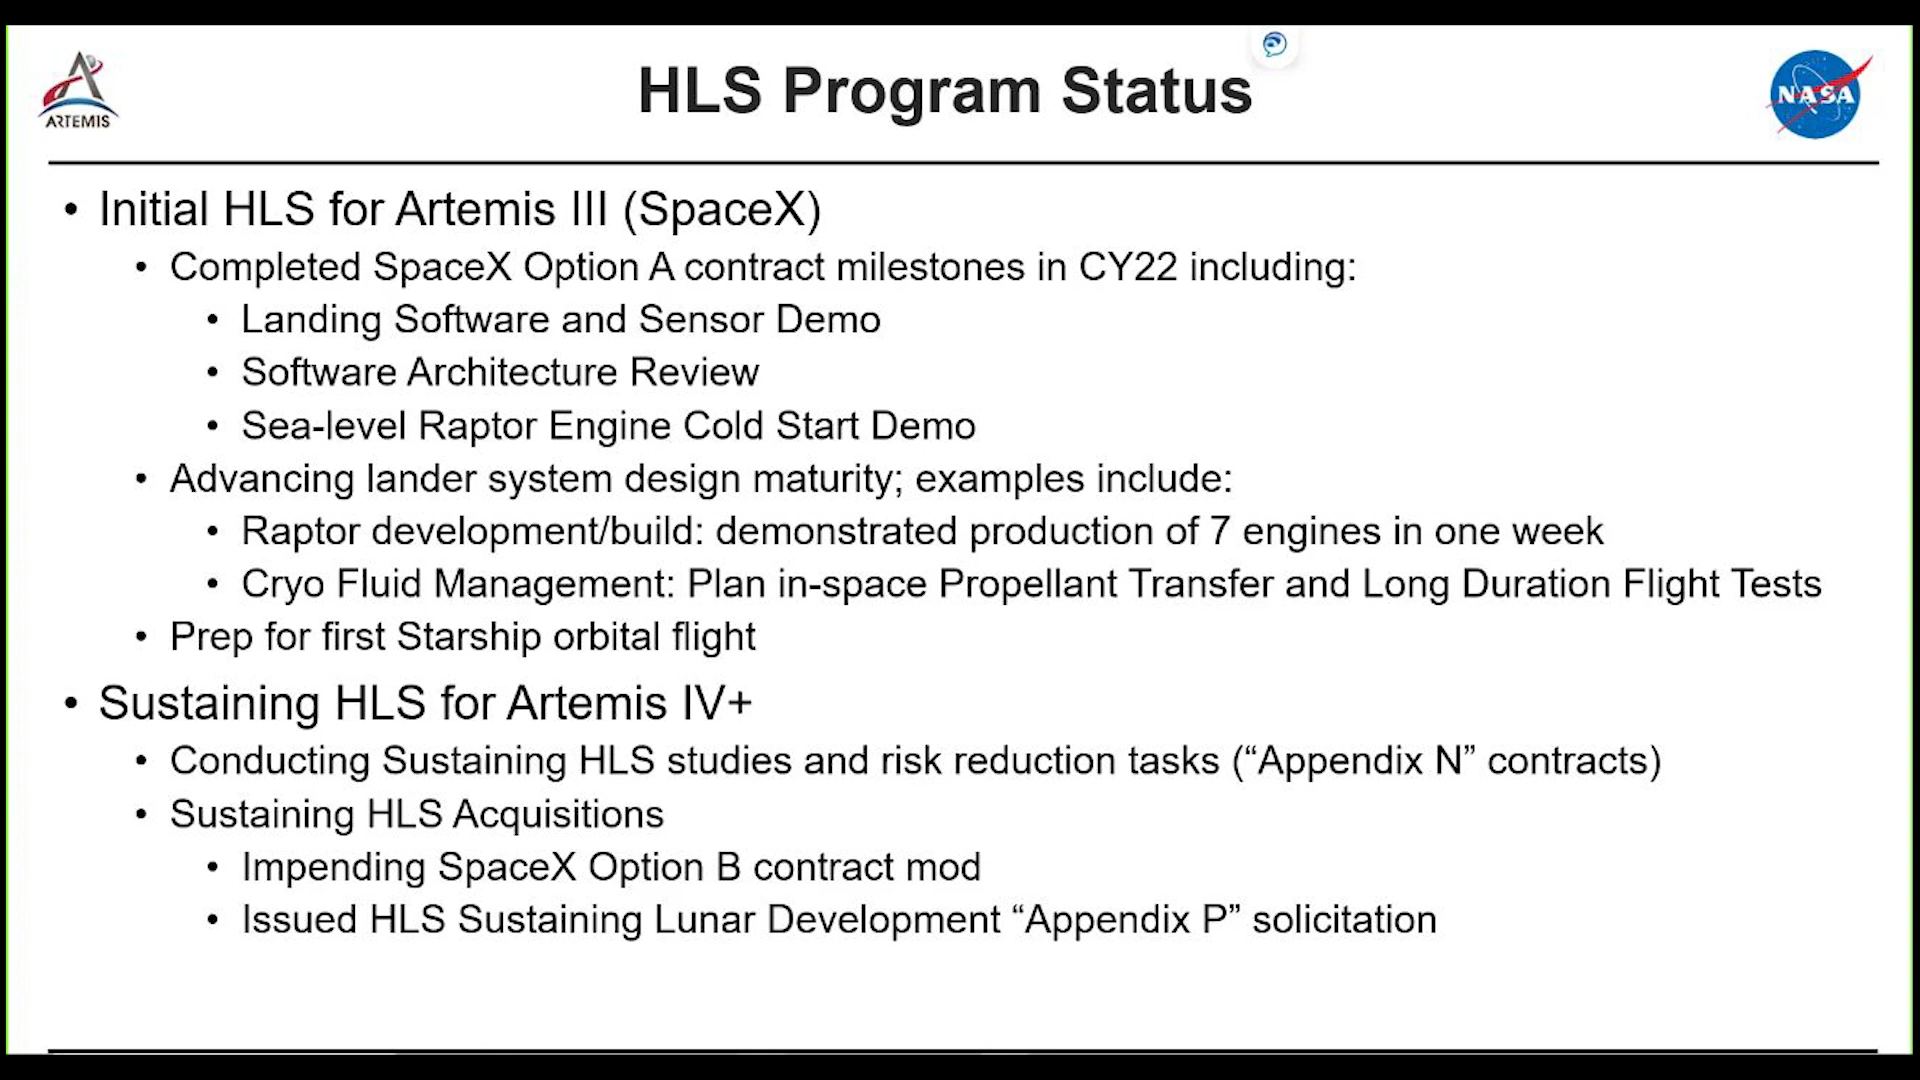 ARTEMIS
HLS Program Status
NASA
• Initial HLS for Artemis III (SpaceX)
• Completed SpaceX Option A contract milestones in CY22 including:
• Landing Software and Sensor Demo
• Software Architecture Review
• Sea-level Raptor Engine Cold Start Demo
• Advancing lander system design maturity; examples include:
• Raptor development/build: demonstrated production of 7 engines in one week
• Cryo Fluid Management: Plan in-space Propellant Transfer and Long Duration Flight Tests
• Prep for first Starship orbital flight
• Sustaining HLS for Artemis IV+
• Conducting Sustaining HLS studies and risk reduction tasks (“Appendix N” contracts)
• Sustaining HLS Acquisitions
• Impending SpaceX Option B contract mod
• Issued HLS Sustaining Lunar Development “Appendix P” solicitation